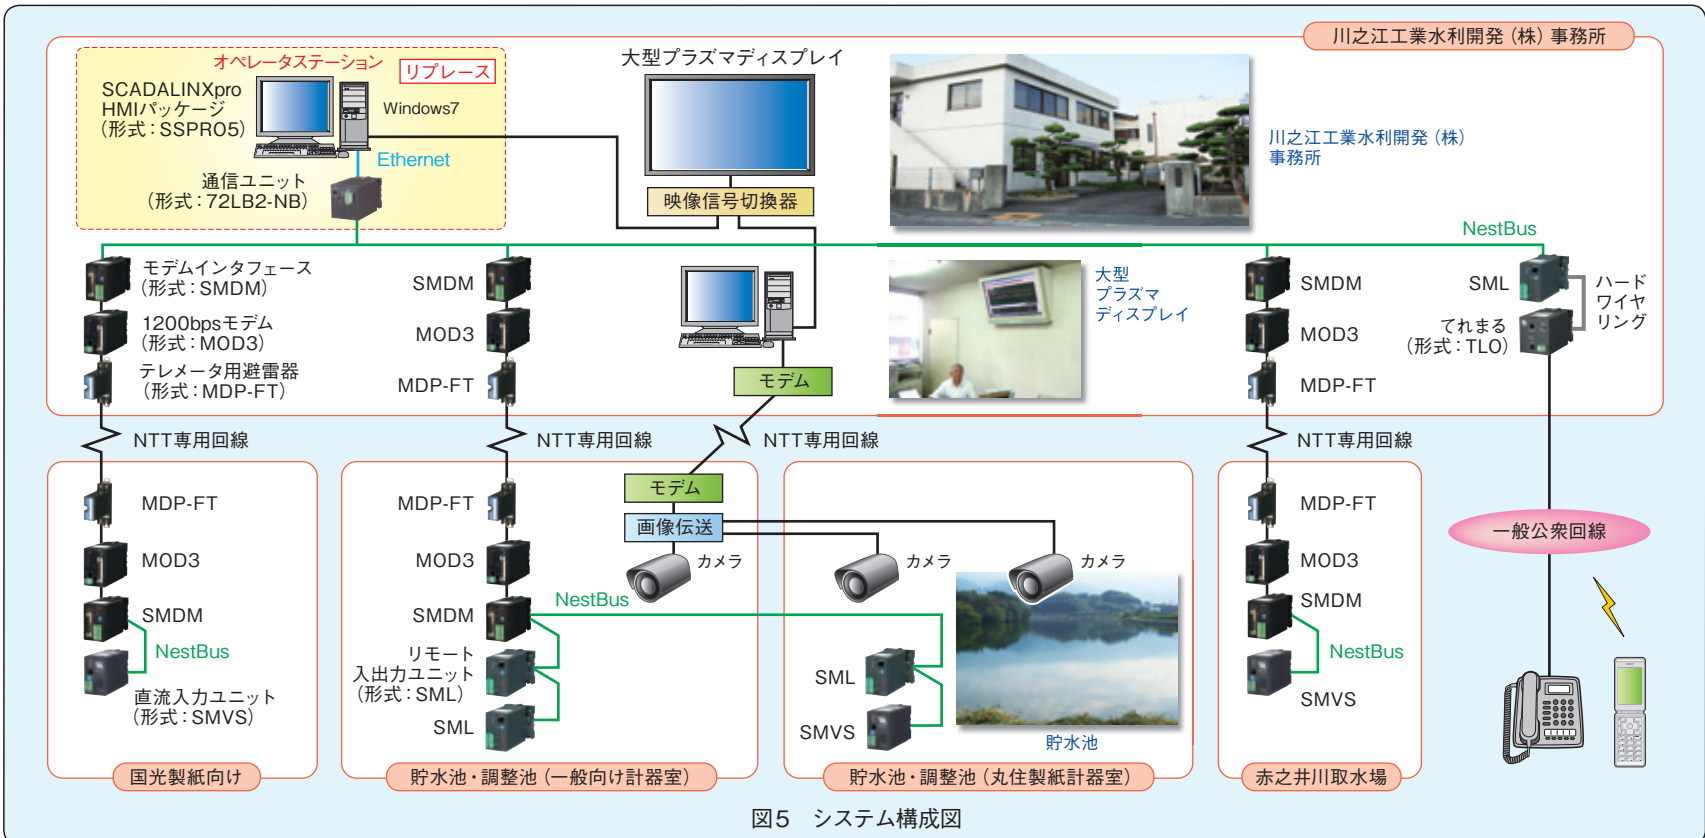 川之江工業水利開発（株）事務所
オペレータステーション
リプレース
SCADALINXpro
HMIパッケージ
（形式：SSPRO5）
Windows7
Ethernet
通信ユニット
（形式：72LB2-NB）
大型プラズマディスプレイ
映像信号切換器
川之江工業水利開発（株）
事務所
NestBus
モデムインタフェース
（形式：SMDM）
1200bpsモデム
（形式：MOD3）
テレメータ用避雷器
（形式：MDP-FT）
SMDM
MOD3
MDP-FT
モデム
大型
プラズマ
ディスプレイ
SMDM
MOD3
MDP-FT
SML
ハード
ワイヤ
リング
てれまる
（形式：TLO）
NTT専用回線
NTT専用回線
NTT専用回線
NTT専用回線
MDP-FT
MOD3
SMDM
NestBus
直流入力ユニット
（形式：SMVS）
国光製紙向け
MDP-FT
MOD3
SMDM
リモート
入出力ユニット
（形式：SML）
SML
モデム
画像伝送
カメラ
NestBus
貯水池・調整池（一般向け計器室）
カメラ
カメラ
SML
SMVS
貯水池
貯水池・調整池（丸住製紙計器室）
MDP-FT
MOD3
SMDM
NestBus
SMVS
赤之井川取水場
一般公衆回線
図5　システム構成図